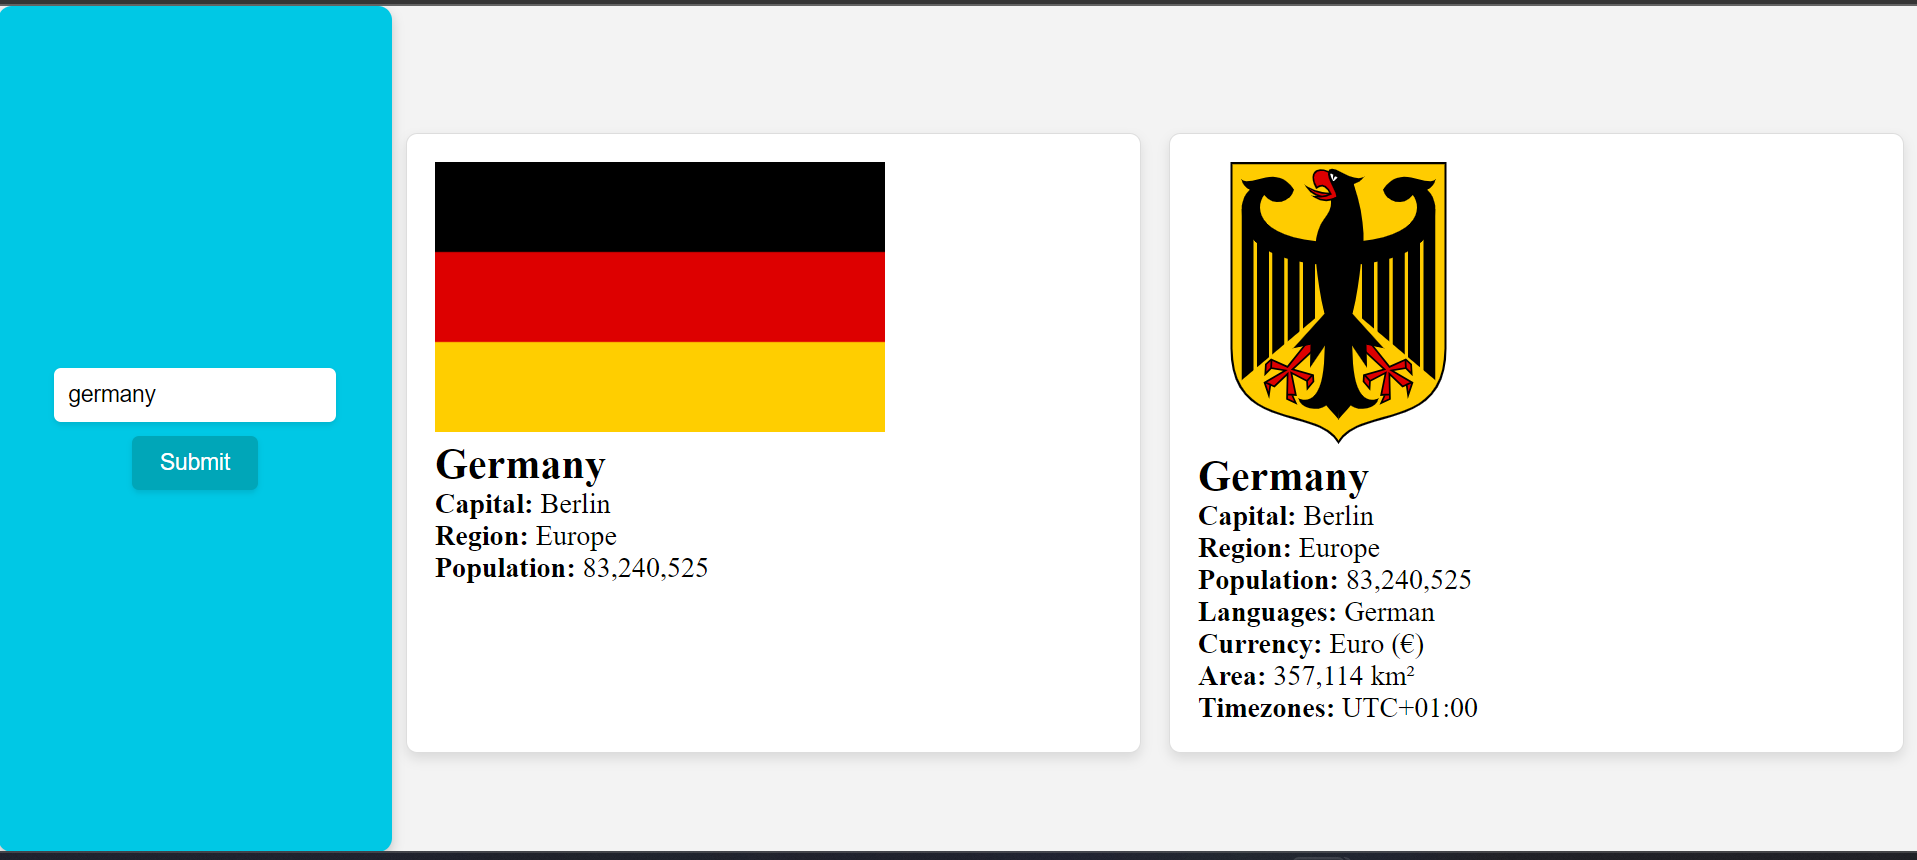 germany
Submit
Germany
Capital: Berlin
Region: Europe
Population: 83,240,525
Germany
Capital: Berlin
Region: Europe
Population: 83,240,525
Languages: German
Currency: Euro (€)
Area: 357,114 km²
Timezones: UTC+01:00